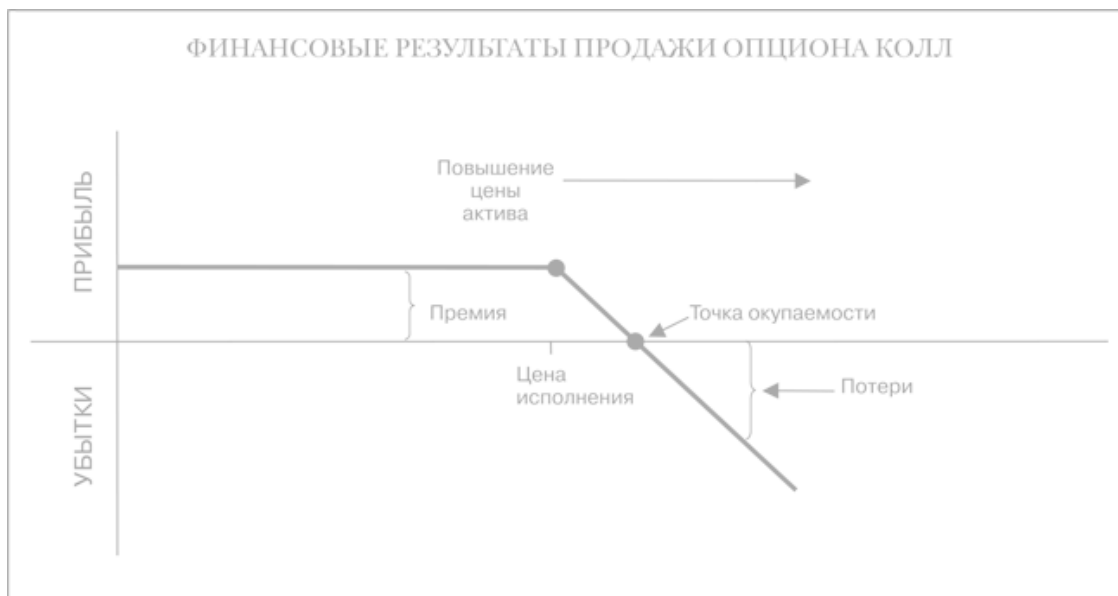 ФИНАНСОВЫЕ РЕЗУЛЬТАТЫ ПРОДАЖИ ОПЦИОНА КОЛЛ
Повышение
цены
актива
ПРИБЫЛЬ
Премия
Точка окупаемости
Цена
исполнения
Потери
УБЫТКИ